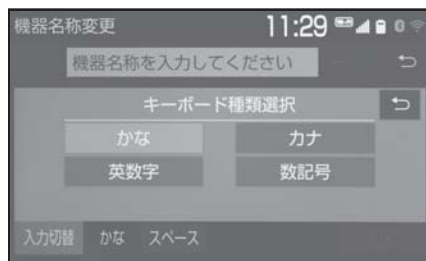 機器名称変更 11:29
機器名称を入力してください
キーボード種類選択
かな カナ
英数字 数記号
入力切替 かな スペース